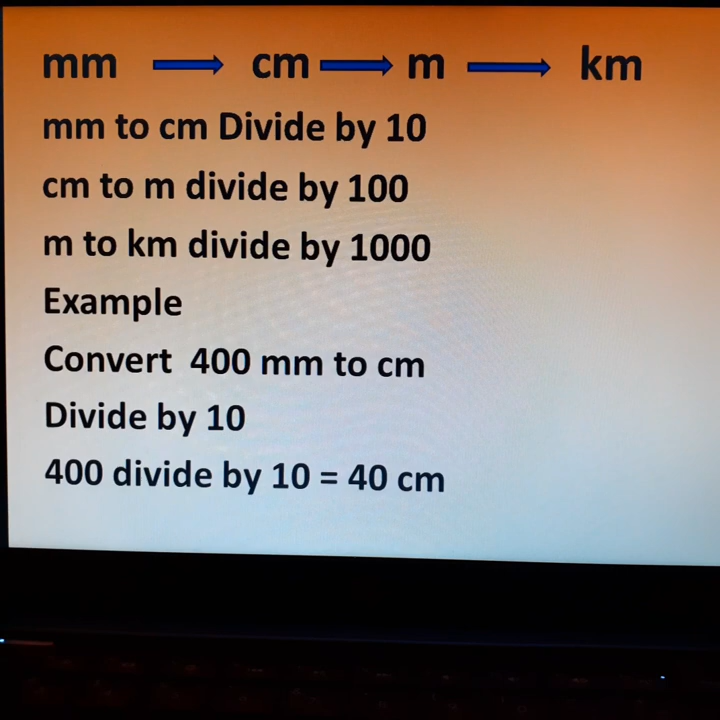 mm cm m km
mm to cm Divide by 10
cm to m divide by 100
m to km divide by 1000
Example
Convert 400 mm to cm
Divide by 10
400 divide by 10 = 40 cm